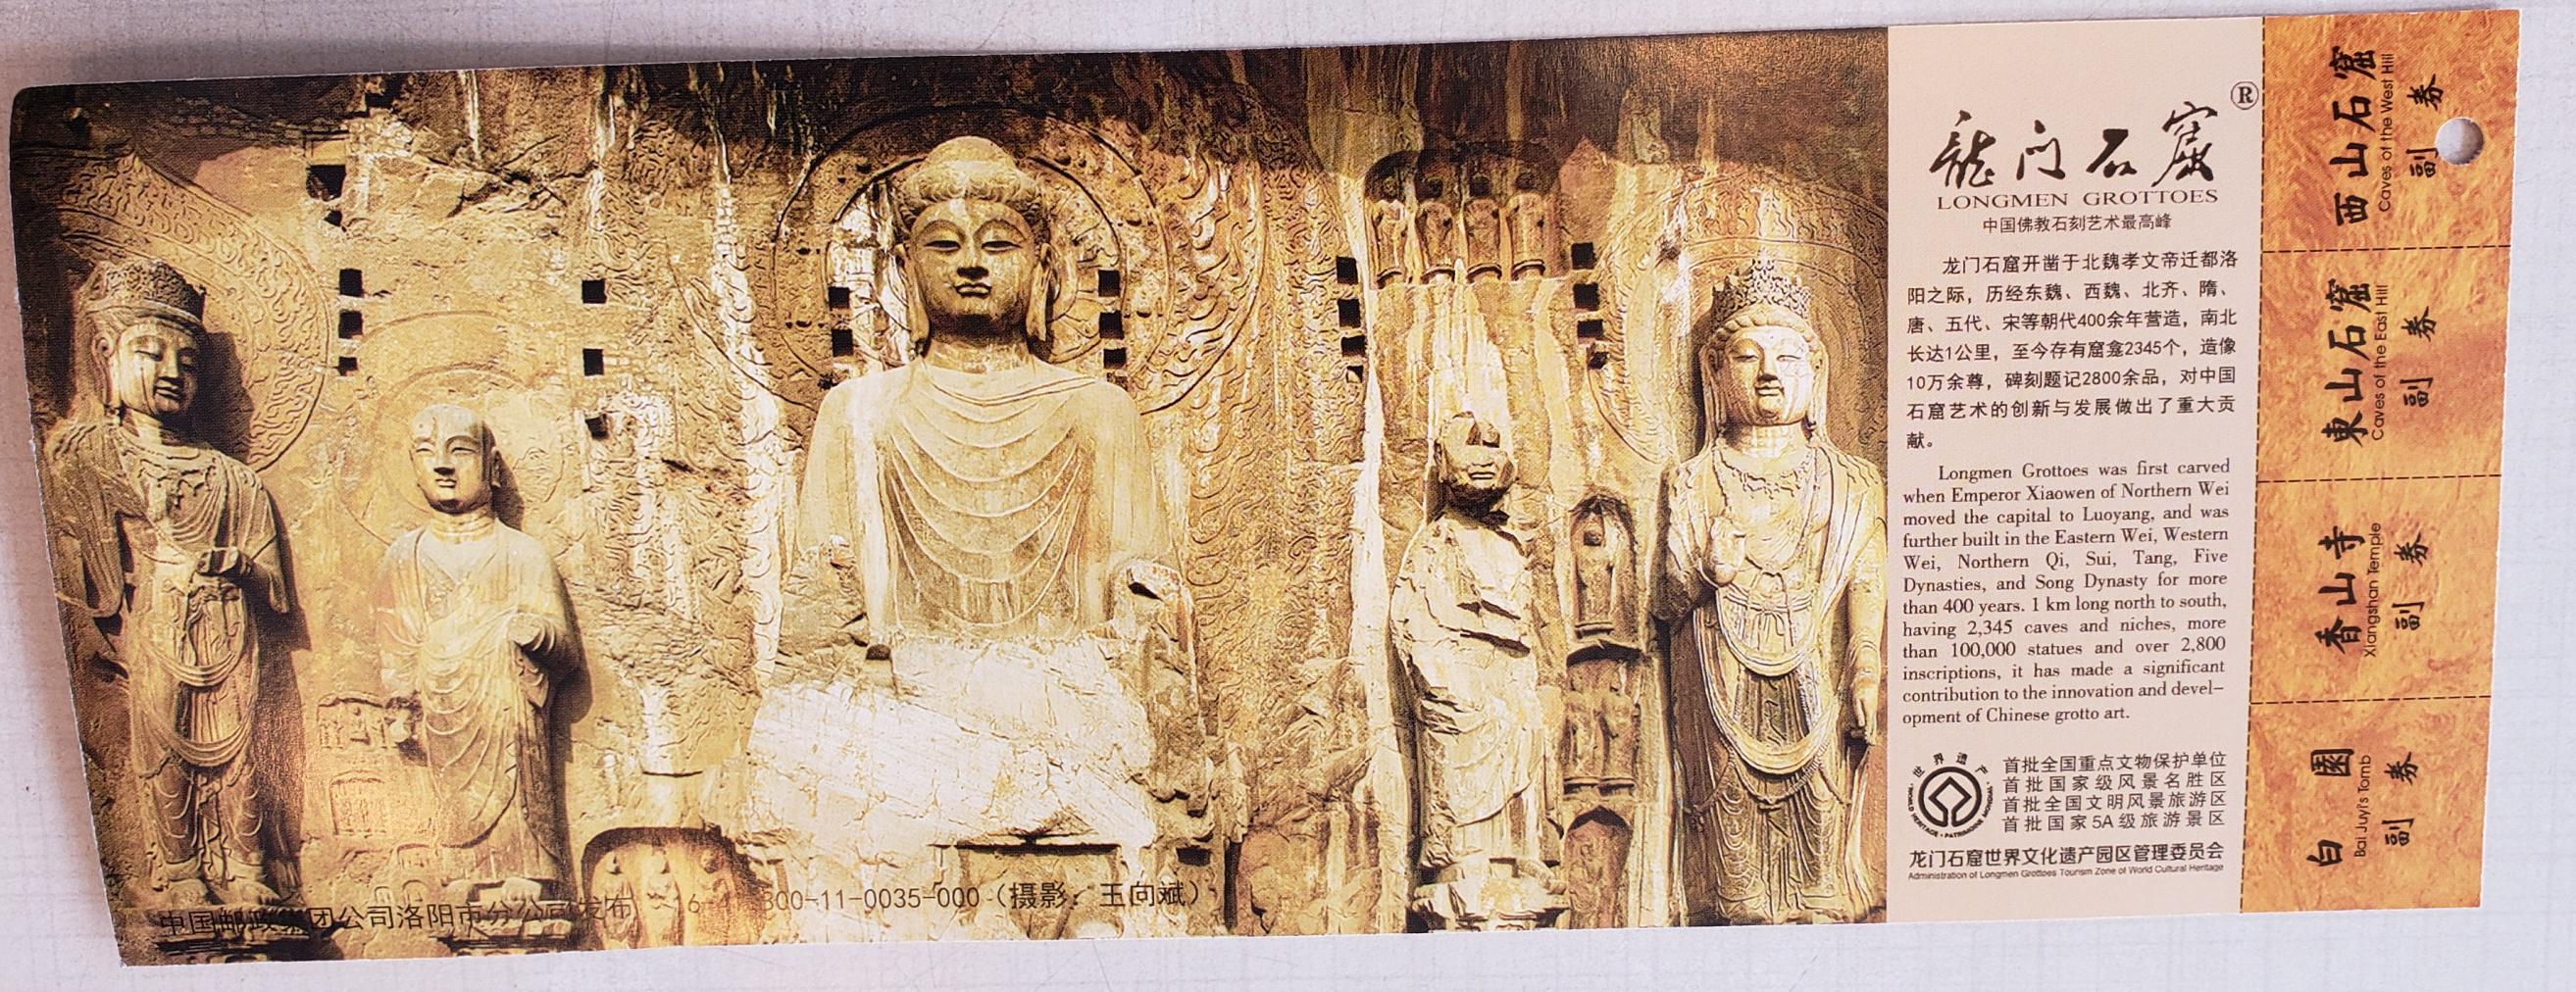 龙门石窟®
LONGMEN GROTTOES
中国佛教石刻艺术最高峰
龙门石窟开凿于北魏孝文帝迁都洛
阳之际，历经东魏、西魏、北齐、隋、
唐、五代、宋等朝代400余年营造，南北
长达1公里，至今存有窟龛2345个，造像
10万余尊，碑刻题记2800余品，对中国
石窟艺术的创新与发展做出了重大贡
献。
Longmen Grottoes was first carved
when Emperor Xiaowen of Northern Wei
moved the capital to Luoyang, and was
further built in the Eastern Wei, Western
Wei, Northern Qi, Sui, Tang, Five
Dynasties, and Song Dynasty for more
than 400 years. 1 km long north to south,
having 2,345 caves and niches, more
than 100,000 statues and over 2,800
inscriptions, it has made a significant
contribution to the innovation and devel-
opment of Chinese grotto art.
世界遗产
WORLD HERITAGE • PATRIMOINE MONDIAL
首批全国重点文物保护单位
首批国家级风景名胜区
首批全国文明风景旅游区
首批国家5A级旅游景区
龙门石窟世界文化遗产园区管理委员会
Administration of Longmen Grottoes Tourism Zone of World Cultural Heritage
西山石窟
Caves of the West Hill
副券
東山石窟
Caves of the East Hill
副券
香山寺
Xiangshan Temple
副券
白園
Bai Juyi's Tomb
副券
中国邮政集团公司洛阳市分公司发布
300-11-0035-000（摄影：王向斌）